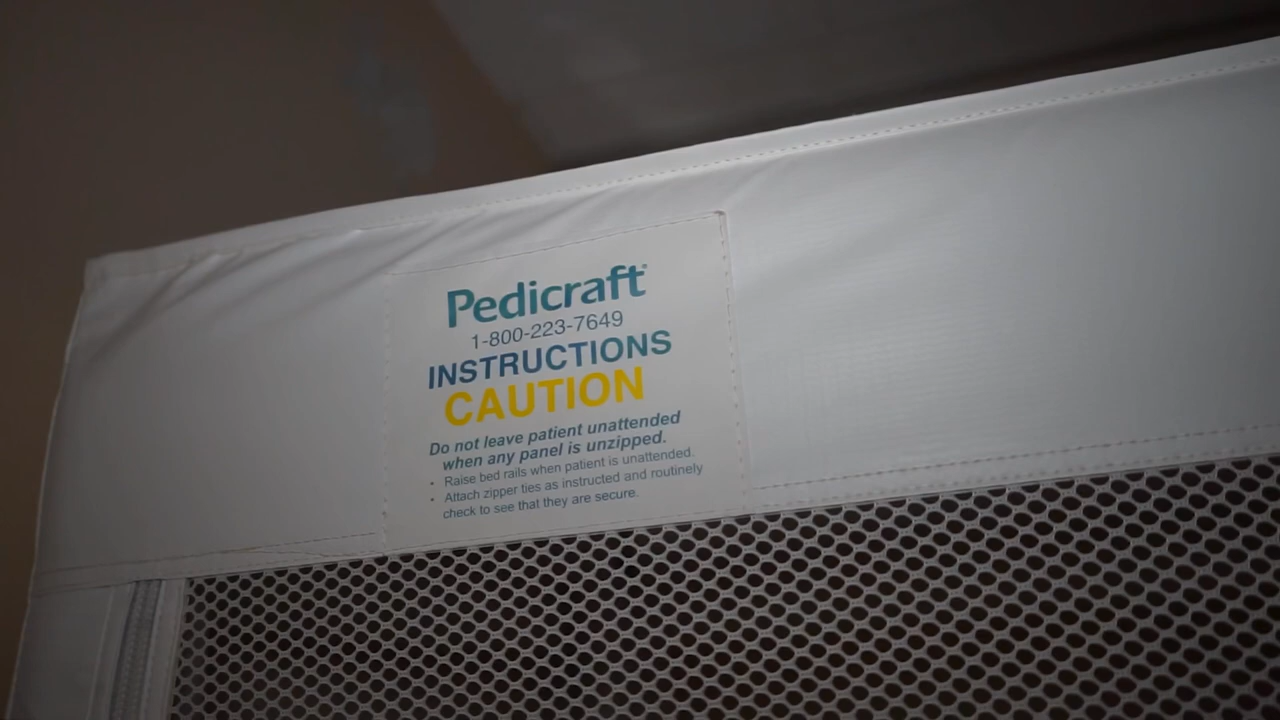 Pedicraft®
1-800-223-7649
INSTRUCTIONS
CAUTION
Do not leave patient unattended
when any panel is unzipped.
• Raise bed rails when patient is unattended.
• Attach zipper ties as instructed and routinely
check to see that they are secure.